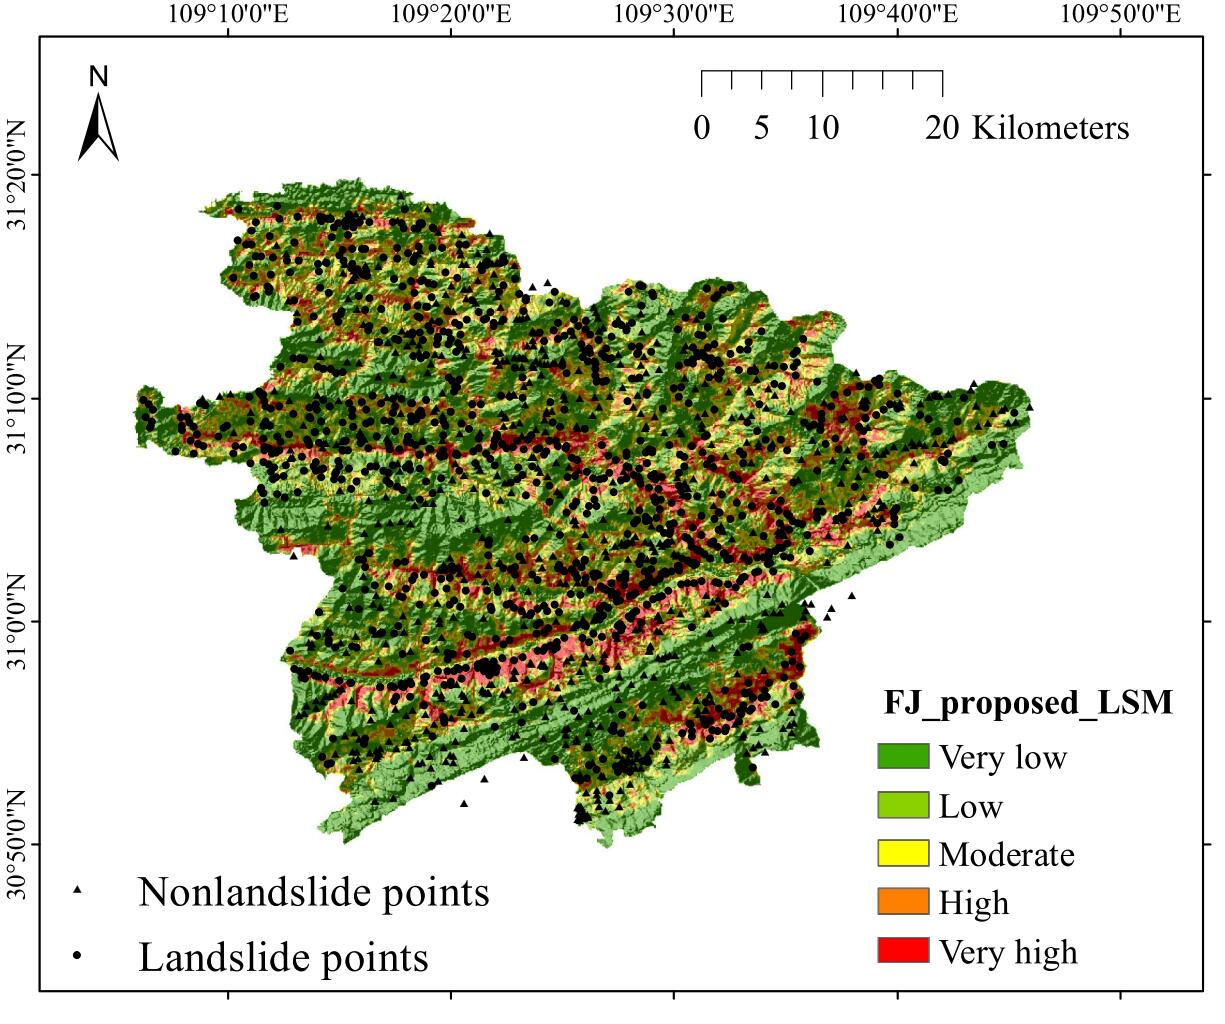 109°10'0"E 109°20'0"E 109°30'0"E 109°40'0"E 109°50'0"E
N
0 5 10 20 Kilometers
31°20'0"N
31°10'0"N
31°0'0"N
30°50'0"N
FJ_proposed_LSM
Very low
Low
Moderate
High
Very high
Nonlandslide points
Landslide points